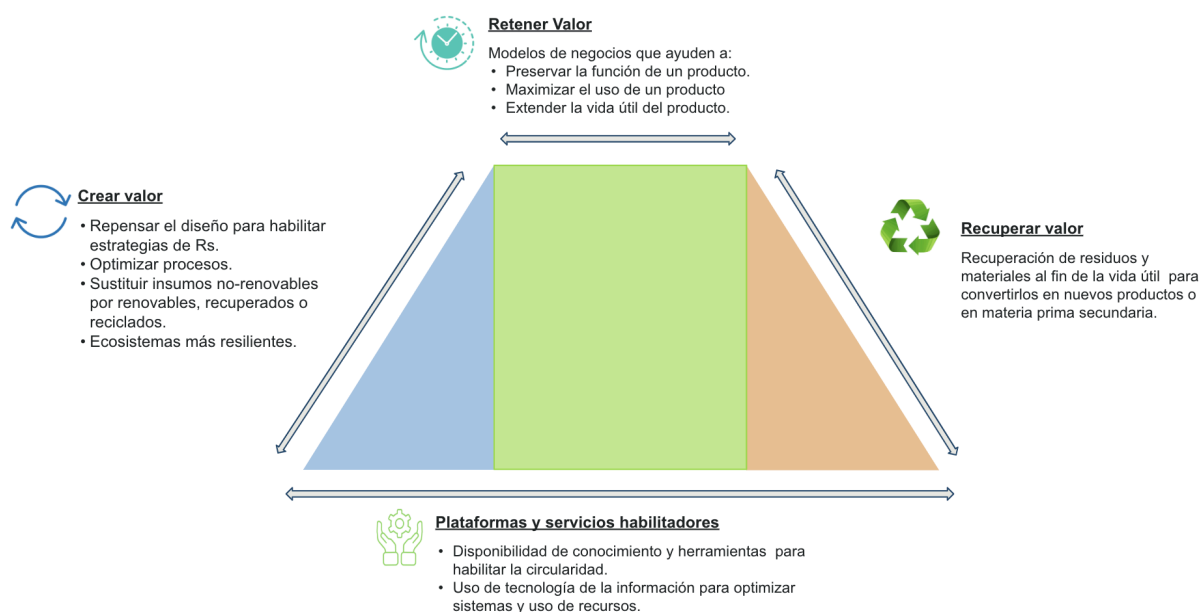 Retener Valor
Modelos de negocios que ayuden a:
• Preservar la función de un producto.
• Maximizar el uso de un producto
• Extender la vida útil del producto.
Crear valor
• Repensar el diseño para habilitar
estrategias de Rs.
• Optimizar procesos.
• Sustituir insumos no-renovables
por renovables, recuperados o
reciclados.
• Ecosistemas más resilientes.
Recuperar valor
Recuperación de residuos y
materiales al fin de la vida útil para
convertirlos en nuevos productos o
en materia prima secundaria.
Plataformas y servicios habilitadores
• Disponibilidad de conocimiento y herramientas para
habilitar la circularidad.
• Uso de tecnología de la información para optimizar
sistemas y uso de recursos.